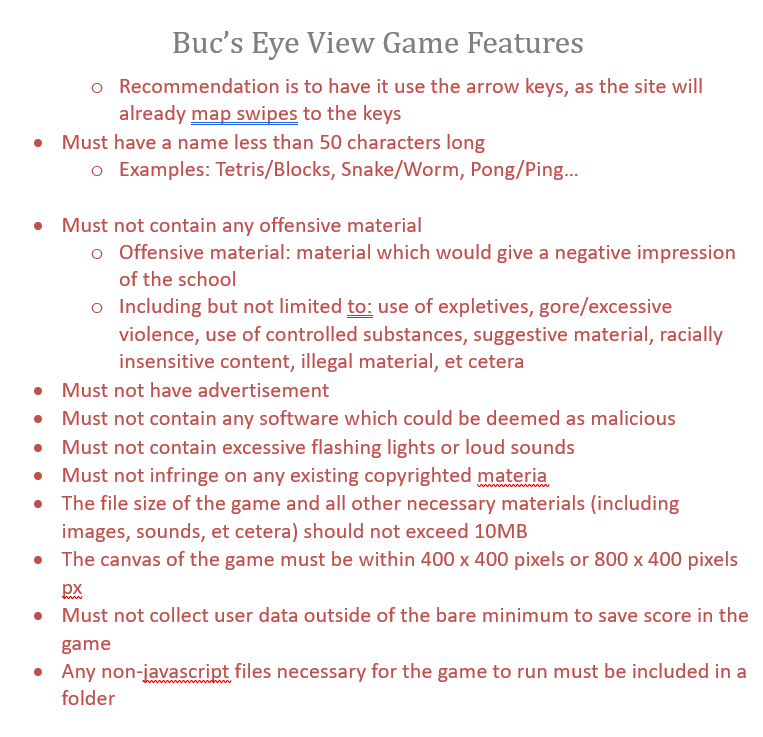 Buc's Eye View Game Features
o Recommendation is to have it use the arrow keys, as the site will
already map swipes to the keys
• Must have a name less than 50 characters long
o Examples: Tetris/Blocks, Snake/Worm, Pong/Ping...
• Must not contain any offensive material
o Offensive material: material which would give a negative impression
of the school
o Including but not limited to: use of expletives, gore/excessive
violence, use of controlled substances, suggestive material, racially
insensitive content, illegal material, et cetera
• Must not have advertisement
• Must not contain any software which could be deemed as malicious
• Must not contain excessive flashing lights or loud sounds
• Must not infringe on any existing copyrighted materia
• The file size of the game and all other necessary materials (including
images, sounds, et cetera) should not exceed 10MB
• The canvas of the game must be within 400 x 400 pixels or 800 x 400 pixels
px
• Must not collect user data outside of the bare minimum to save score in the
game
• Any non-javascript files necessary for the game to run must be included in a
folder